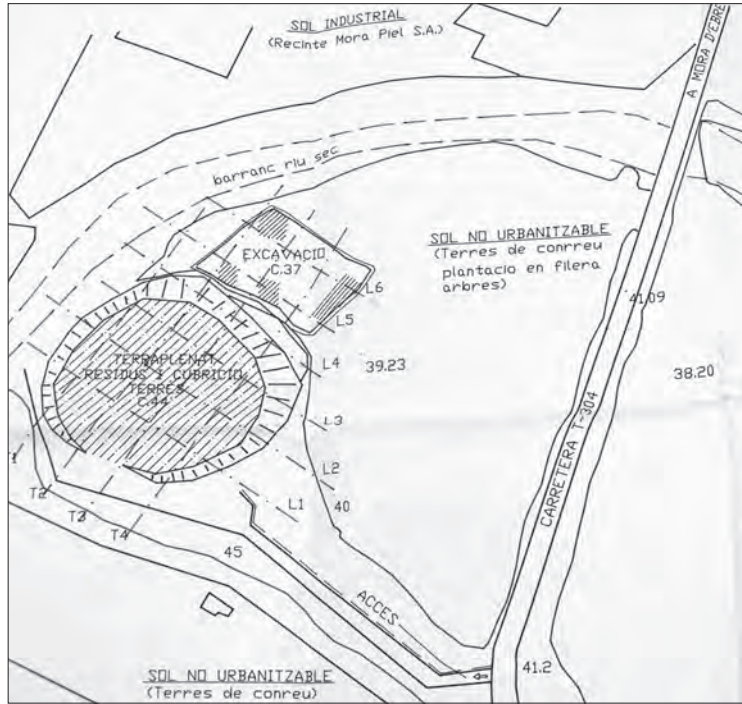 SOL INDUSTRIAL
(Recinte Mora Piel S.A.)
A MORA D'EBRE
barranc riu sec
SOL NO URBANITZABLE
(Terres de conrreu
plantacio en filera
arbres)
EXCAVACIO
C.37
L6
L5
L4
L3
L2
L1
41.09
39.23
38.20
TERRAPLENAT
RESIDUS I CUBRICIO
TERRES
C.44
T2
T3
T4
40
45
CARRETERA T-304
ACCES
41.2
SOL NO URBANITZABLE
(Terres de conreu)